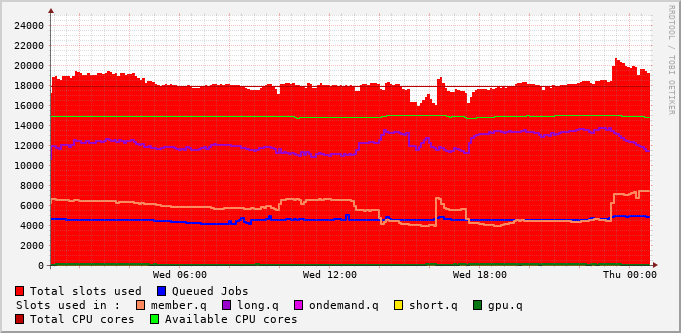 24000
22000
20000
18000
16000
14000
12000
10000
8000
6000
4000
2000
0
Wed 06:00 Wed 12:00 Wed 18:00 Thu 00:00
Total slots used Queued Jobs
Slots used in : member.q long.q ondemand.q short.q gpu.q
Total CPU cores Available CPU cores
RRDTOOL / TOBI OETIKER